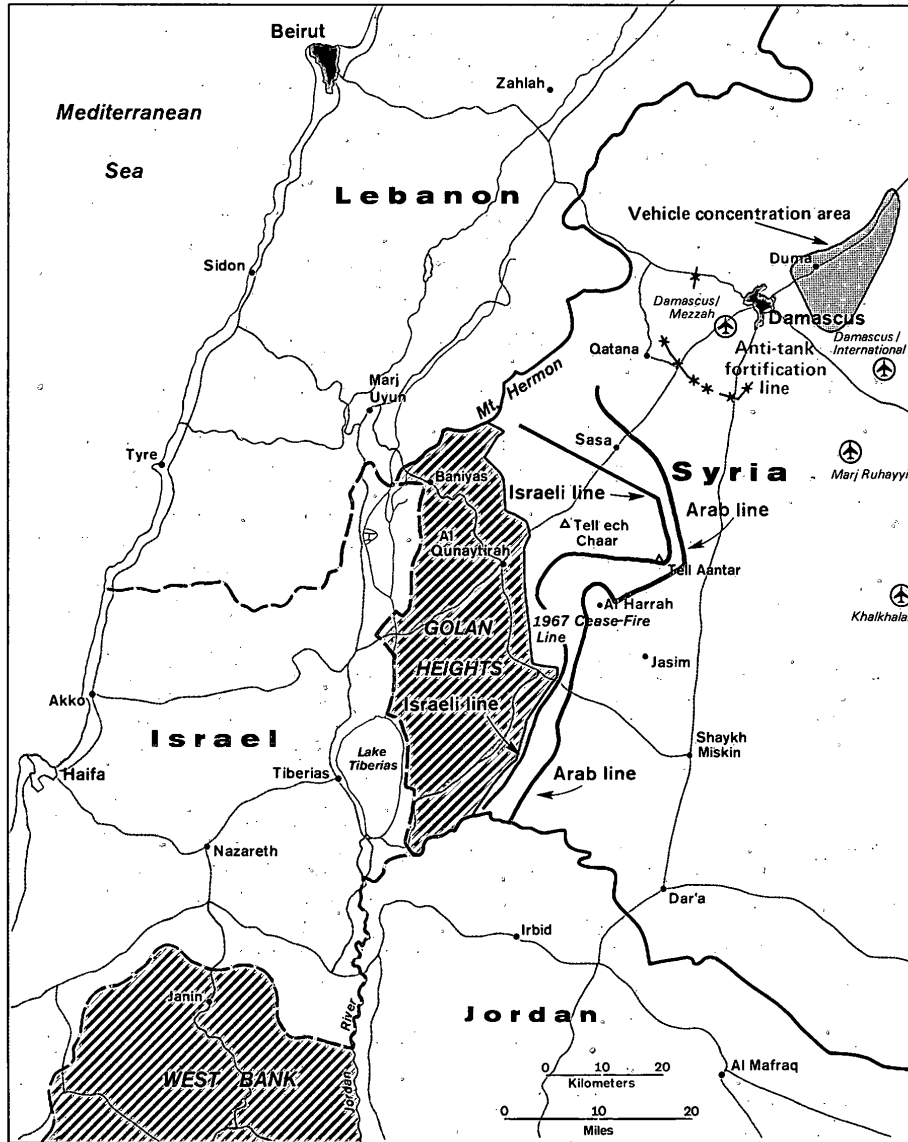 Beirut
Zahlah
Mediterranean
Sea
Lebanon
Vehicle concentration area
Duma
Sidon
Damascus/
Mezzah
Damascus
Damascus/
International
Qatana
Anti-tank
fortification
line
Marj
Uyun
Mt. Hermon
Tyre
Sasa
Syria
Baniyas
Israeli line
Marj Ruhayyi
Arab line
Tell ech
Chaar
Al
Qunaytirah
Tell Aantar
Al Harrah
Khalkhala
1967 Cease-Fire
Line
GOLAN
HEIGHTS
Jasim
Akko
Israeli line
Israel
Shaykh
Miskin
Lake
Tiberias
Haifa
Tiberias
Arab line
Nazareth
Dar'a
Irbid
Janin
Jordan
River
Jordan
WEST BANK
Al Mafraq
0 10 20
Kilometers
0 10 20
Miles